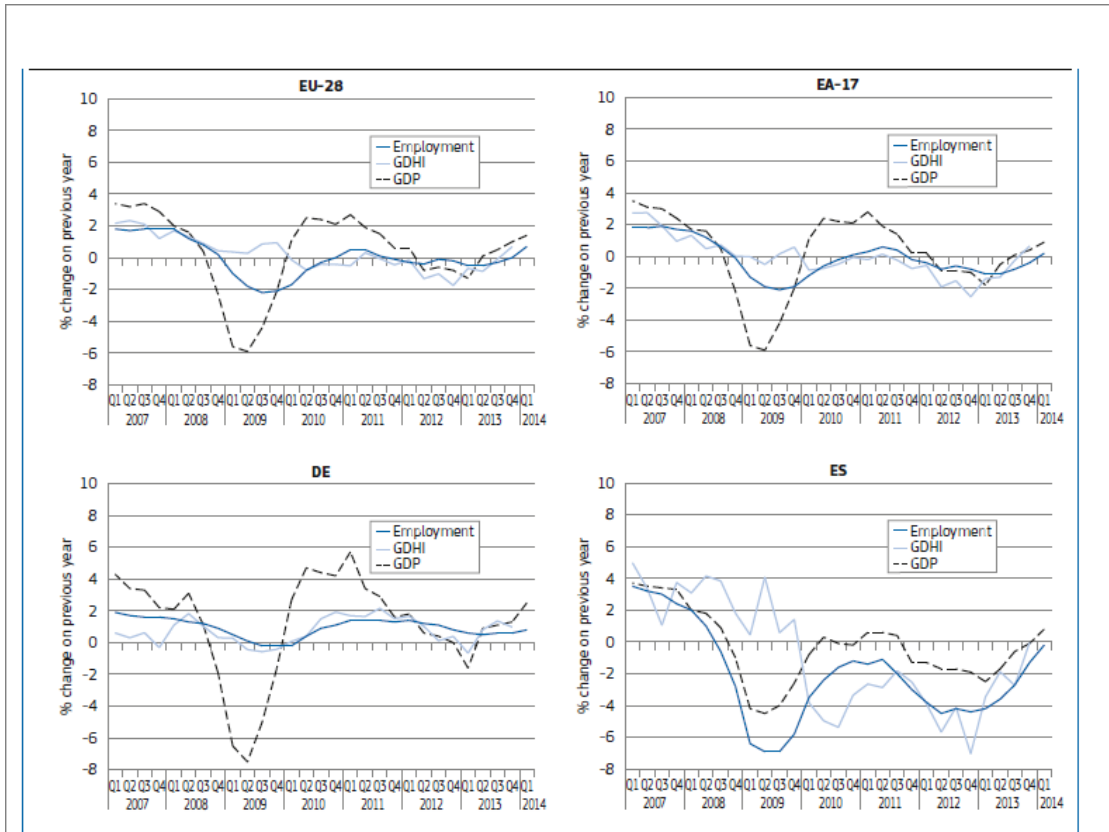 EU-28
10
8
6
4
2
0
-2
-4
-6
-8
% change on previous year
Employment
GDHI
GDP
Q1 Q2 Q3 Q4 Q1 Q2 Q3 Q4 Q1 Q2 Q3 Q4 Q1 Q2 Q3 Q4 Q1 Q2 Q3 Q4 Q1 Q2 Q3 Q4 Q1 Q2 Q3 Q4 Q1
2007 2008 2009 2010 2011 2012 2013 2014
EA-17
10
8
6
4
2
0
-2
-4
-6
-8
% change on previous year
Employment
GDHI
GDP
Q1 Q2 Q3 Q4 Q1 Q2 Q3 Q4 Q1 Q2 Q3 Q4 Q1 Q2 Q3 Q4 Q1 Q2 Q3 Q4 Q1 Q2 Q3 Q4 Q1 Q2 Q3 Q4 Q1
2007 2008 2009 2010 2011 2012 2013 2014
DE
10
8
6
4
2
0
-2
-4
-6
-8
% change on previous year
Employment
GDHI
GDP
Q1 Q2 Q3 Q4 Q1 Q2 Q3 Q4 Q1 Q2 Q3 Q4 Q1 Q2 Q3 Q4 Q1 Q2 Q3 Q4 Q1 Q2 Q3 Q4 Q1 Q2 Q3 Q4 Q1
2007 2008 2009 2010 2011 2012 2013 2014
ES
10
8
6
4
2
0
-2
-4
-6
-8
% change on previous year
Employment
GDHI
GDP
Q1 Q2 Q3 Q4 Q1 Q2 Q3 Q4 Q1 Q2 Q3 Q4 Q1 Q2 Q3 Q4 Q1 Q2 Q3 Q4 Q1 Q2 Q3 Q4 Q1 Q2 Q3 Q4 Q1
2007 2008 2009 2010 2011 2012 2013 2014